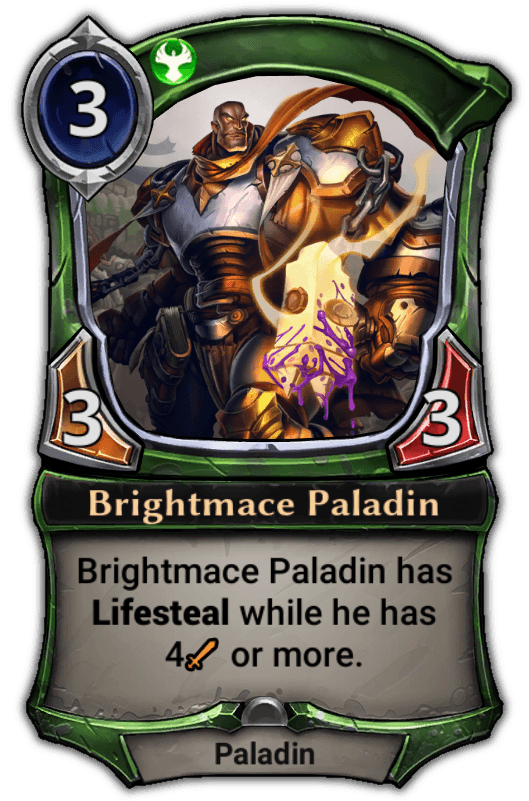 3
3
3
Brightmace Paladin
Brightmace Paladin has
Lifesteal while he has
4 or more.
Paladin